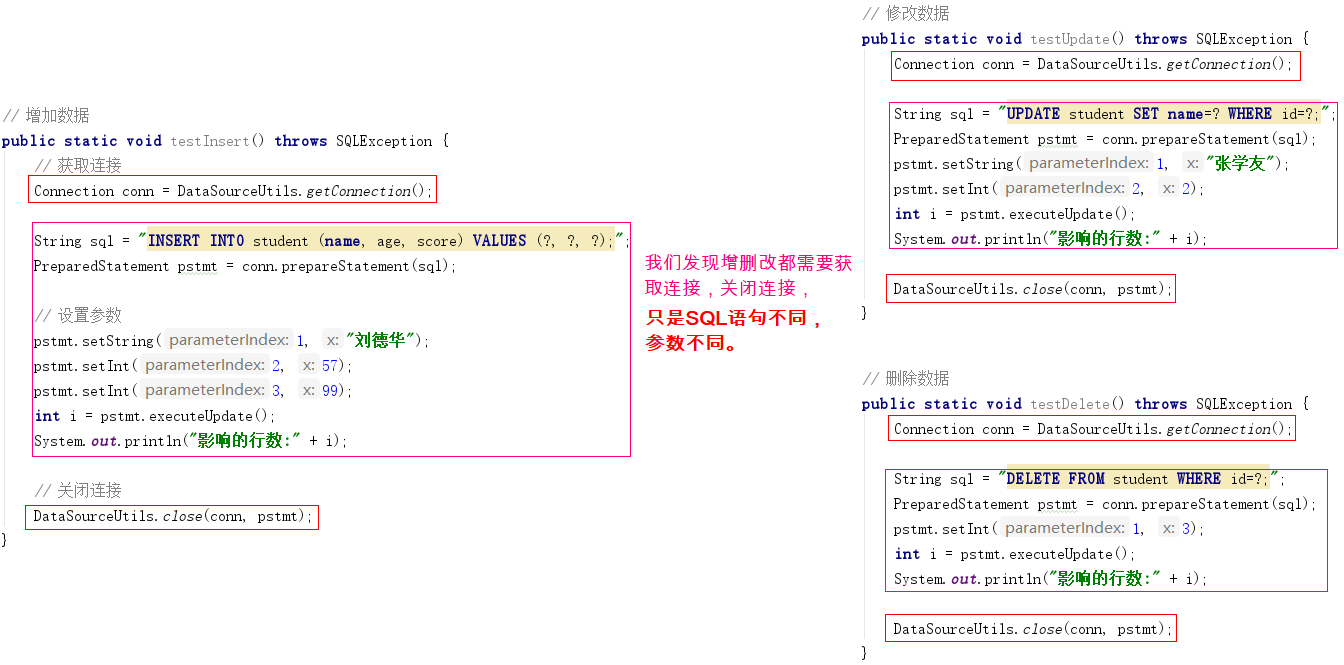 // 增加数据
public static void testInsert() throws SQLException {
// 获取连接
Connection conn = DataSourceUtils.getConnection();
String sql = "INSERT INTO student (name, age, score) VALUES (?, ?, ?);";
PreparedStatement pstmt = conn.prepareStatement(sql);
// 设置参数
pstmt.setString( parameterIndex: 1, x: "刘德华");
pstmt.setInt( parameterIndex: 2, x: 57);
pstmt.setInt( parameterIndex: 3, x: 99);
int i = pstmt.executeUpdate();
System.out.println("影响的行数:" + i);
// 关闭连接
DataSourceUtils.close(conn, pstmt);
}
我们发现增删改都需要获
取连接，关闭连接，
只是SQL语句不同，
参数不同。
// 修改数据
public static void testUpdate() throws SQLException {
Connection conn = DataSourceUtils.getConnection();
String sql = "UPDATE student SET name=? WHERE id=?;";
PreparedStatement pstmt = conn.prepareStatement(sql);
pstmt.setString( parameterIndex: 1, x: "张学友");
pstmt.setInt( parameterIndex: 2, x: 2);
int i = pstmt.executeUpdate();
System.out.println("影响的行数:" + i);
DataSourceUtils.close(conn, pstmt);
}
// 删除数据
public static void testDelete() throws SQLException {
Connection conn = DataSourceUtils.getConnection();
String sql = "DELETE FROM student WHERE id=?;";
PreparedStatement pstmt = conn.prepareStatement(sql);
pstmt.setInt( parameterIndex: 1, x: 3);
int i = pstmt.executeUpdate();
System.out.println("影响的行数:" + i);
DataSourceUtils.close(conn, pstmt);
}